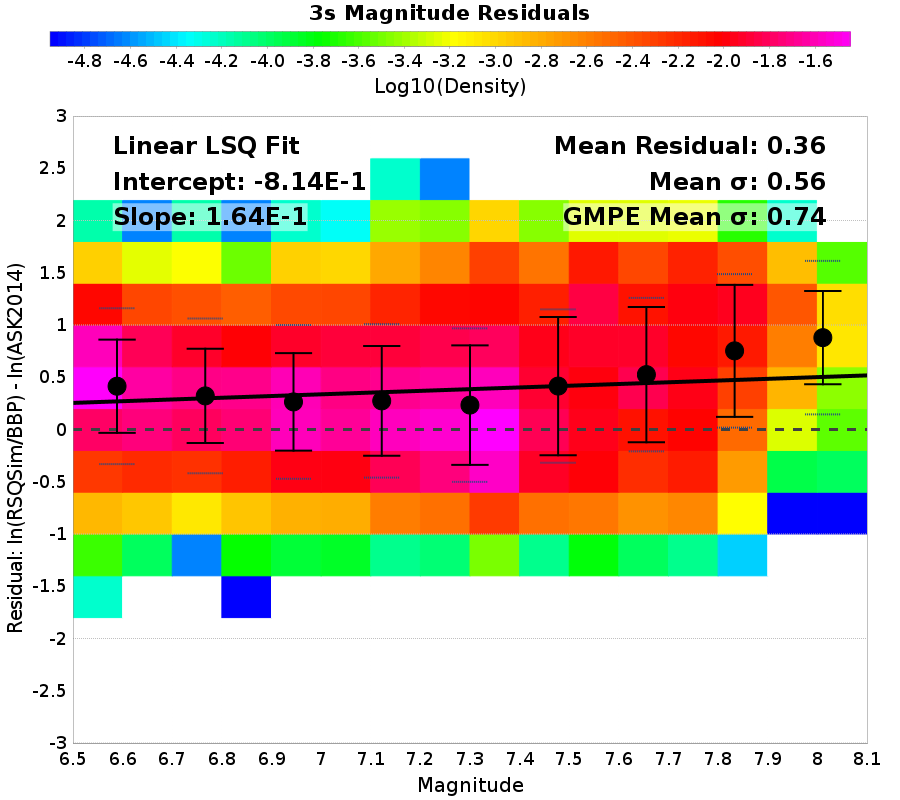 3s Magnitude Residuals
-4.8 -4.6 -4.4 -4.2 -4.0 -3.8 -3.6 -3.4 -3.2 -3.0 -2.8 -2.6 -2.4 -2.2 -2.0 -1.8 -1.6
Log10(Density)
Linear LSQ Fit
Intercept: -8.14E-1
Slope: 1.64E-1
Mean Residual: 0.36
Mean σ: 0.56
GMPE Mean σ: 0.74
Residual: ln(RSQSim/BBP) - ln(ASK2014)
3
2.5
2
1.5
1
0.5
0
-0.5
-1
-1.5
-2
-2.5
-3
6.5 6.6 6.7 6.8 6.9 7 7.1 7.2 7.3 7.4 7.5 7.6 7.7 7.8 7.9 8 8.1
Magnitude